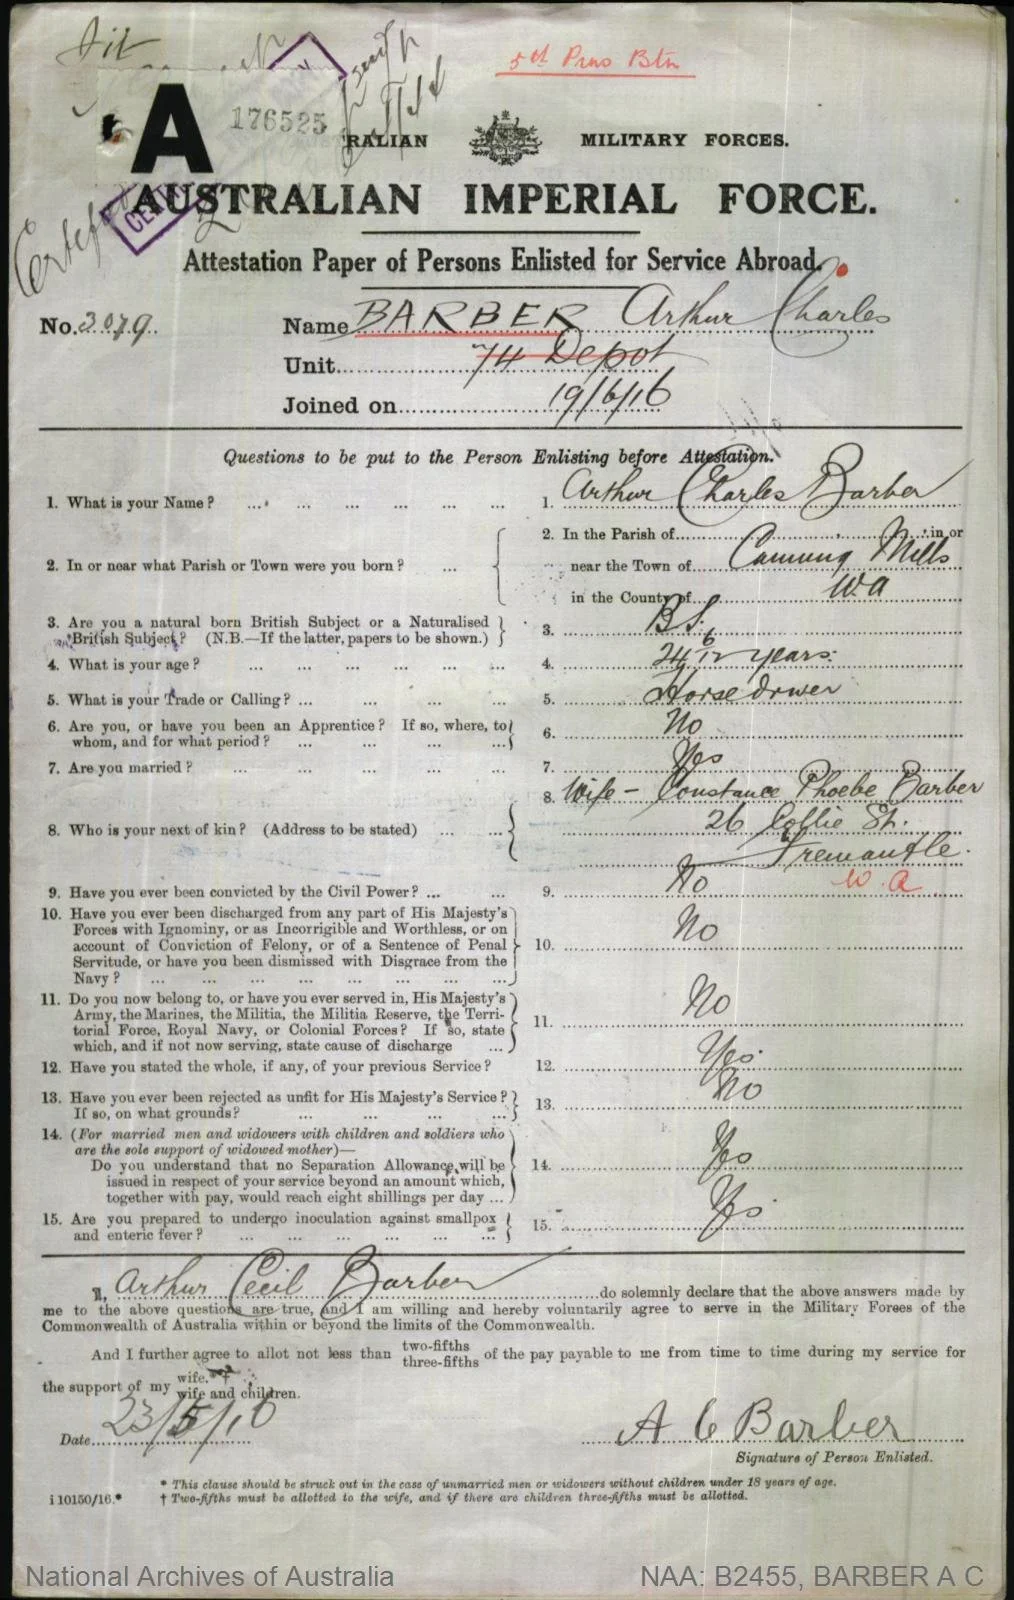 5th Pnrs Btn
A
176525
RALIAN MILITARY FORCES.
AUSTRALIAN IMPERIAL FORCE.
Attestation Paper of Persons Enlisted for Service Abroad.
No. 3079 Name BARBER Arthur Charles
Unit 74 Depot
Joined on 19/6/16
Questions to be put to the Person Enlisting before Attestation.
1. What is your Name? ... 1. Arthur Charles Barber
2. In the Parish of in or
2. In or near what Parish or Town were you born? ... near the Town of Canning Mills
in the County of W.A
3. Are you a natural born British Subject or a Naturalised
British Subject? (N.B.—If the latter, papers to be shown.) 3. B.S.
4. What is your age? ... 4. 24 6/12 years.
5. What is your Trade or Calling? ... 5. Horse driver
6. Are you, or have you been an Apprentice? If so, where, to
whom, and for what period? ... 6. No
7. Are you married? ... 7. Yes
8. Wife - Constance Phoebe Barber
8. Who is your next of kin? (Address to be stated) ... 26 Collie St.
Fremantle.
9. Have you ever been convicted by the Civil Power? ... 9. No W.A
10. Have you ever been discharged from any part of His Majesty's
Forces with Ignominy, or as Incorrigible and Worthless, or on
account of Conviction of Felony, or of a Sentence of Penal 10. No
Servitude, or have you been dismissed with Disgrace from the
Navy? ...
11. Do you now belong to, or have you ever served in, His Majesty's
Army, the Marines, the Militia, the Militia Reserve, the Terri-
torial Force, Royal Navy, or Colonial Forces? If so, state 11. No
which, and if not now serving, state cause of discharge ...
12. Have you stated the whole, if any, of your previous Service? 12. Yes.
13. Have you ever been rejected as unfit for His Majesty's Service? 13. No
If so, on what grounds? ...
14. (For married men and widowers with children and soldiers who
are the sole support of widowed mother)—
Do you understand that no Separation Allowance will be 14. Yes
issued in respect of your service beyond an amount which,
together with pay, would reach eight shillings per day ...
15. Are you prepared to undergo inoculation against smallpox 15. Yes.
and enteric fever? ...
*I, Arthur Cecil Barber do solemnly declare that the above answers made by
me to the above questions are true, and I am willing and hereby voluntarily agree to serve in the Military Forces of the
Commonwealth of Australia within or beyond the limits of the Commonwealth.
And I further agree to allot not less than two-fifths three-fifths of the pay payable to me from time to time during my service for
the support of my wife. † wife and children.
Date 23/5/16 A C Barber
Signature of Person Enlisted.
* This clause should be struck out in the case of unmarried men or widowers without children under 18 years of age.
i 10150/16.* † Two-fifths must be allotted to the wife, and if there are children three-fifths must be allotted.
National Archives of Australia NAA: B2455, BARBER A C